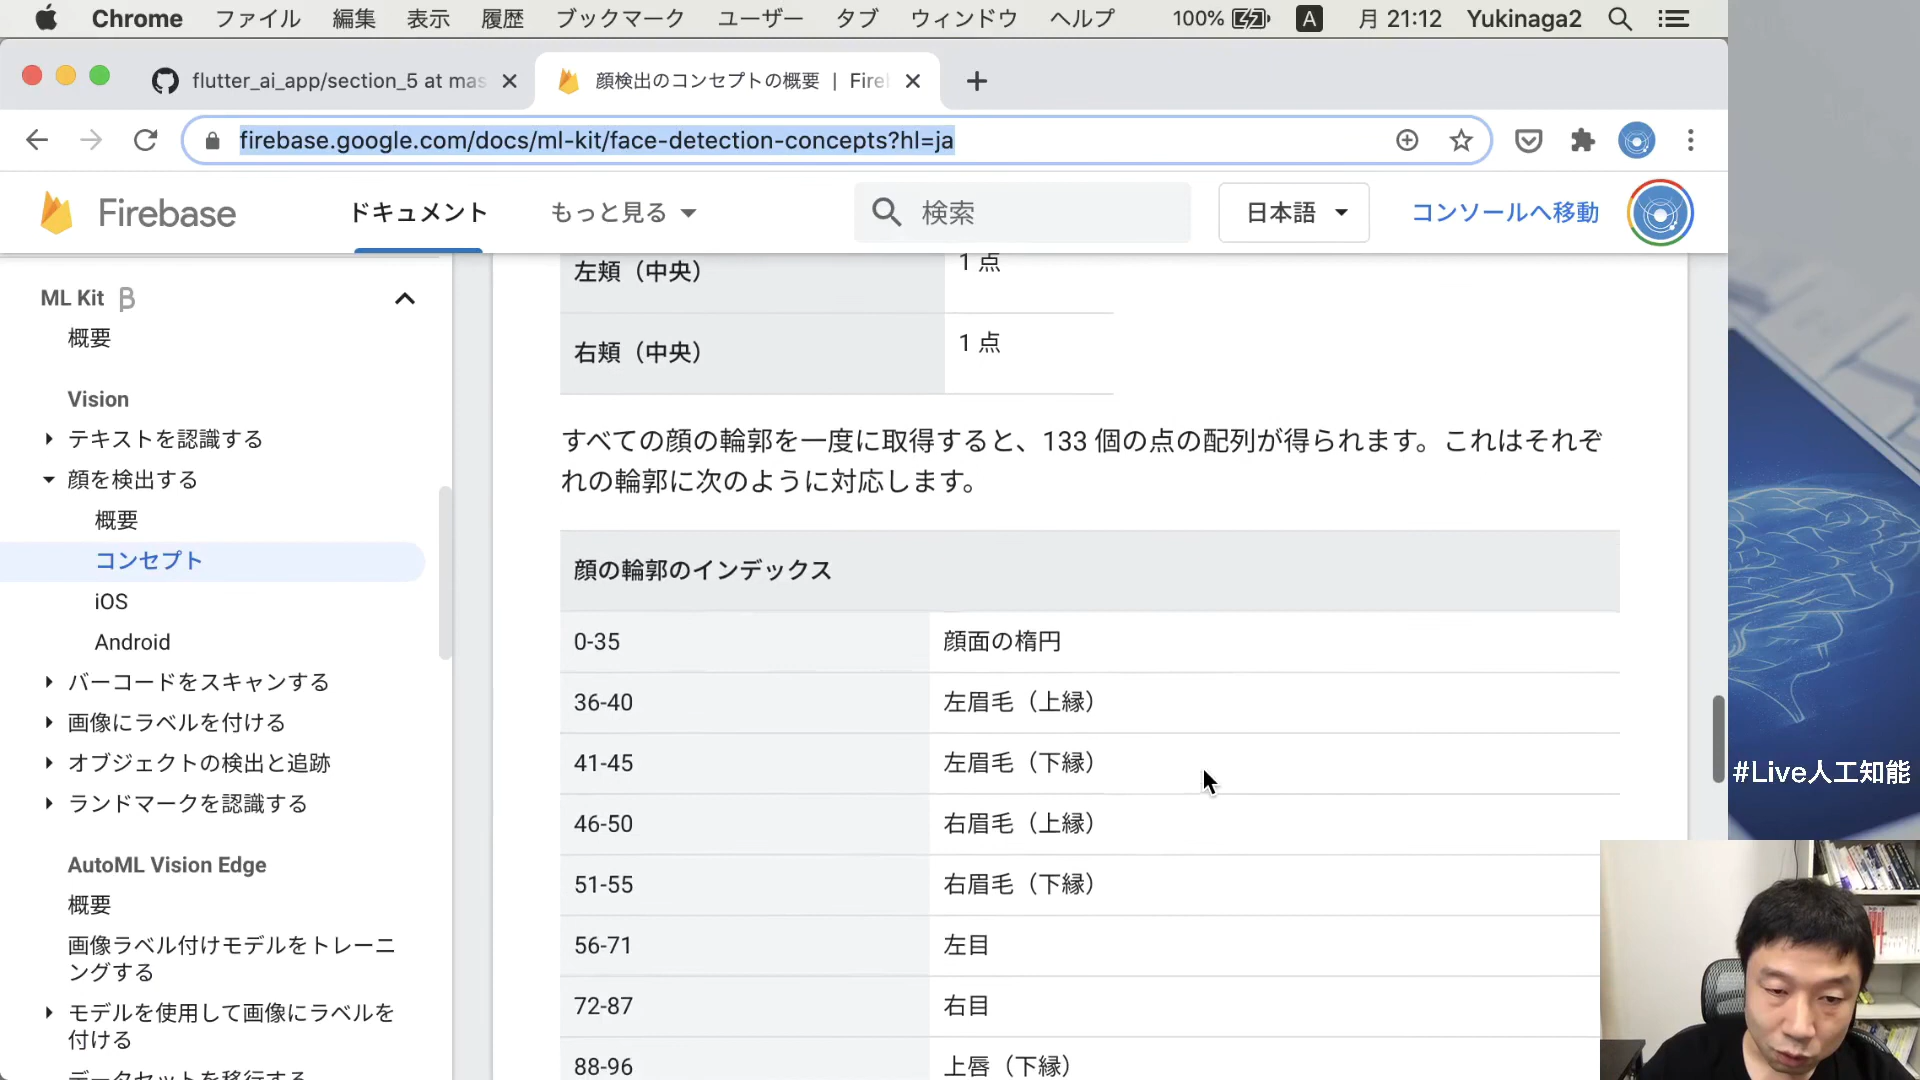 Chrome ファイル 編集 表示 履歴 ブックマーク ユーザー タブ ウィンドウ ヘルプ 100% A 月 21:12 Yukinaga2
flutter_ai_app/section_5 at mas
顔検出のコンセプトの概要 | Fire
firebase.google.com/docs/ml-kit/face-detection-concepts?hl=ja
Firebase ドキュメント もっと見る 検索 日本語 コンソールへ移動
ML Kit β
概要
Vision
テキストを認識する
顔を検出する
概要
コンセプト
iOS
Android
バーコードをスキャンする
画像にラベルを付ける
オブジェクトの検出と追跡
ランドマークを認識する
AutoML Vision Edge
概要
画像ラベル付けモデルをトレーニ
ングする
モデルを使用して画像にラベルを
付ける
データセットを移行する
左頬（中央） 1 点
右頬（中央） 1 点
すべての顔の輪郭を一度に取得すると、133 個の点の配列が得られます。これはそれぞ
れの輪郭に次のように対応します。
顔の輪郭のインデックス
0-35 顔面の楕円
36-40 左眉毛（上縁）
41-45 左眉毛（下縁）
46-50 右眉毛（上縁）
51-55 右眉毛（下縁）
56-71 左目
72-87 右目
88-96 上唇（下縁）
#Live人工知能